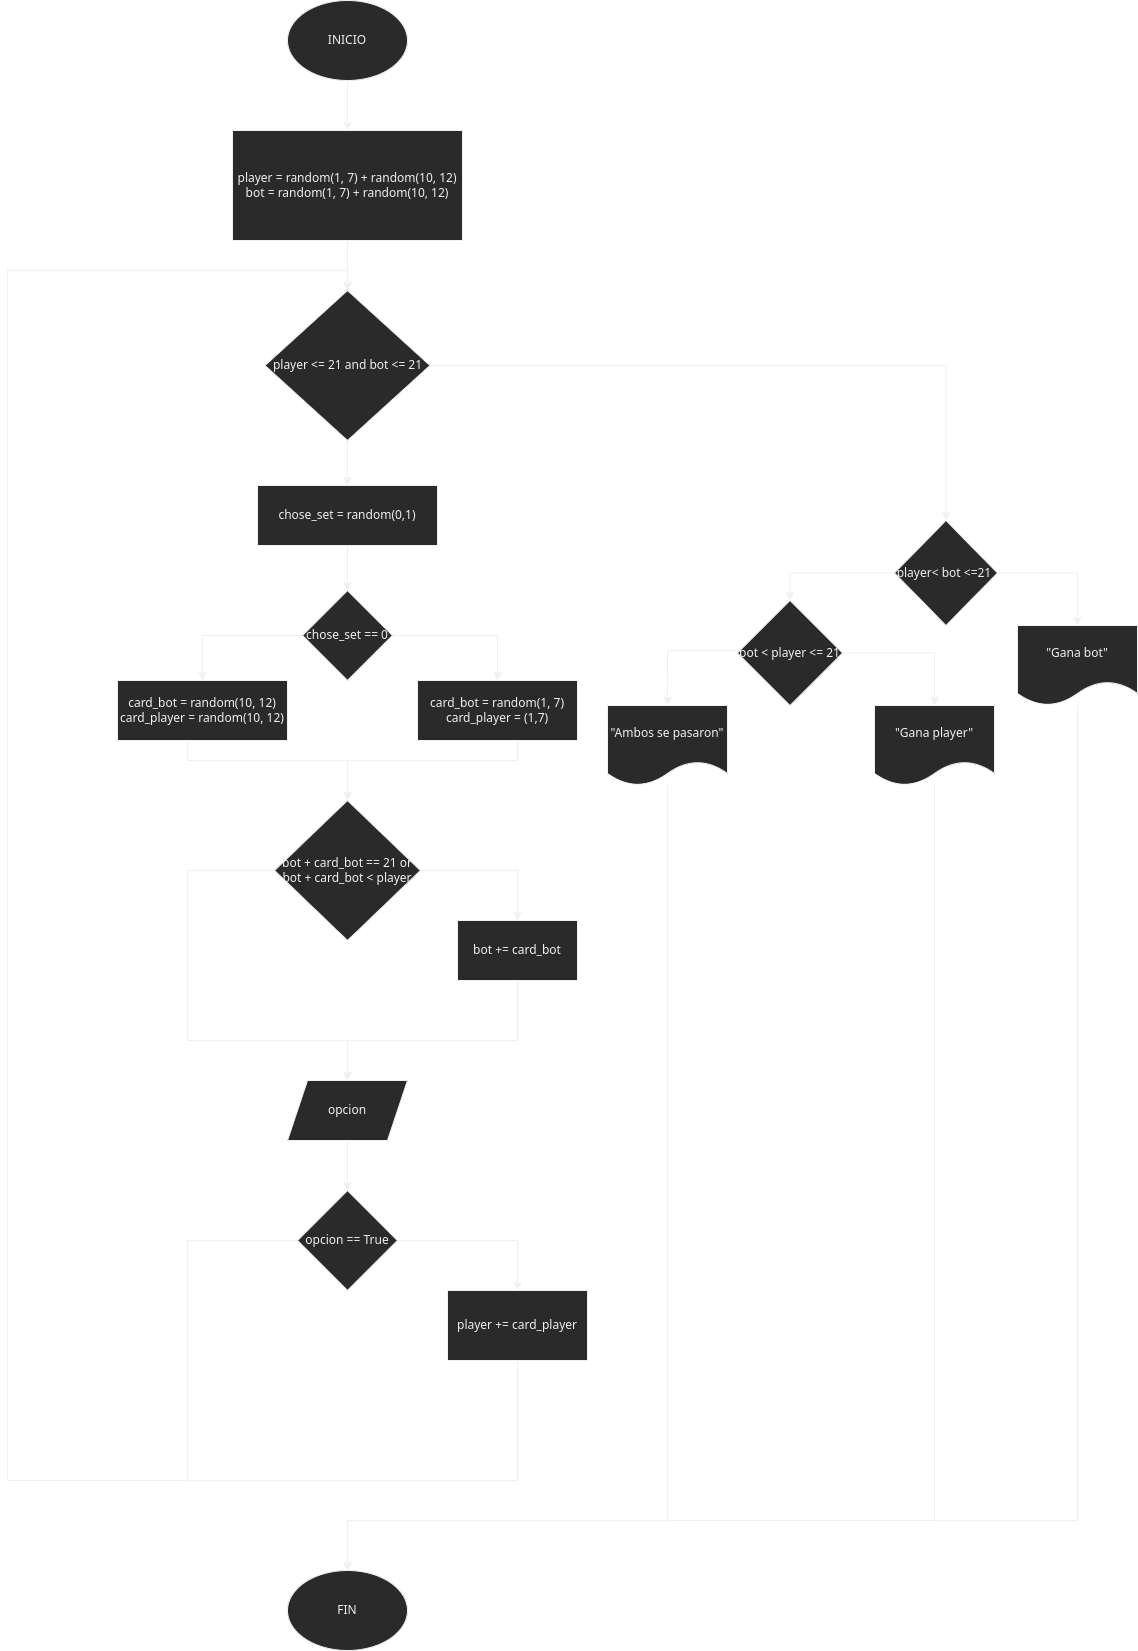 INICIO
player = random(1, 7) + random(10, 12)
bot = random(1, 7) + random(10, 12)
player <= 21 and bot <= 21
chose_set = random(0,1)
chose_set == 0
card_bot = random(10, 12)
card_player = random(10, 12)
card_bot = random(1, 7)
card_player = (1,7)
bot + card_bot == 21 or
bot + card_bot < player
bot += card_bot
opcion
opcion == True
player += card_player
player< bot <=21
"Gana bot"
bot < player <= 21
"Ambos se pasaron"
"Gana player"
FIN